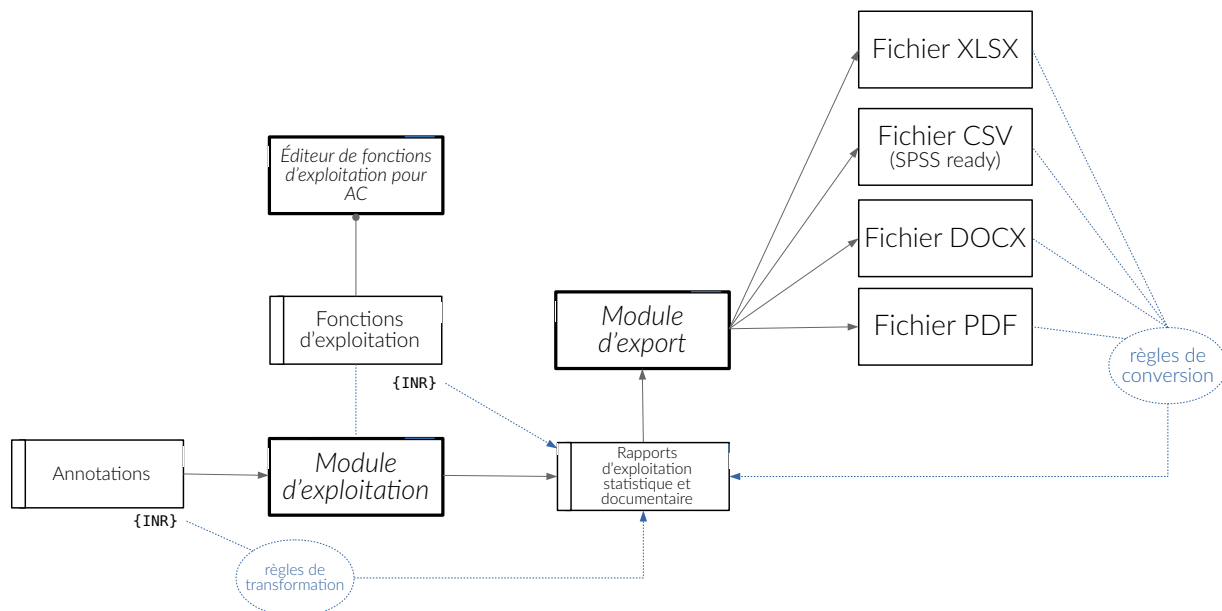 Fichier XLSX
Fichier CSV
(SPSS ready)
Éditeur de fonctions
d'exploitation pour
AC
Fichier DOCX
Fonctions
d'exploitation
Module
d'export
Fichier PDF
règles de
conversion
{INR}
Annotations
Module
d'exploitation
Rapports
d'exploitation
statistique et
documentaire
{INR}
règles de
transformation